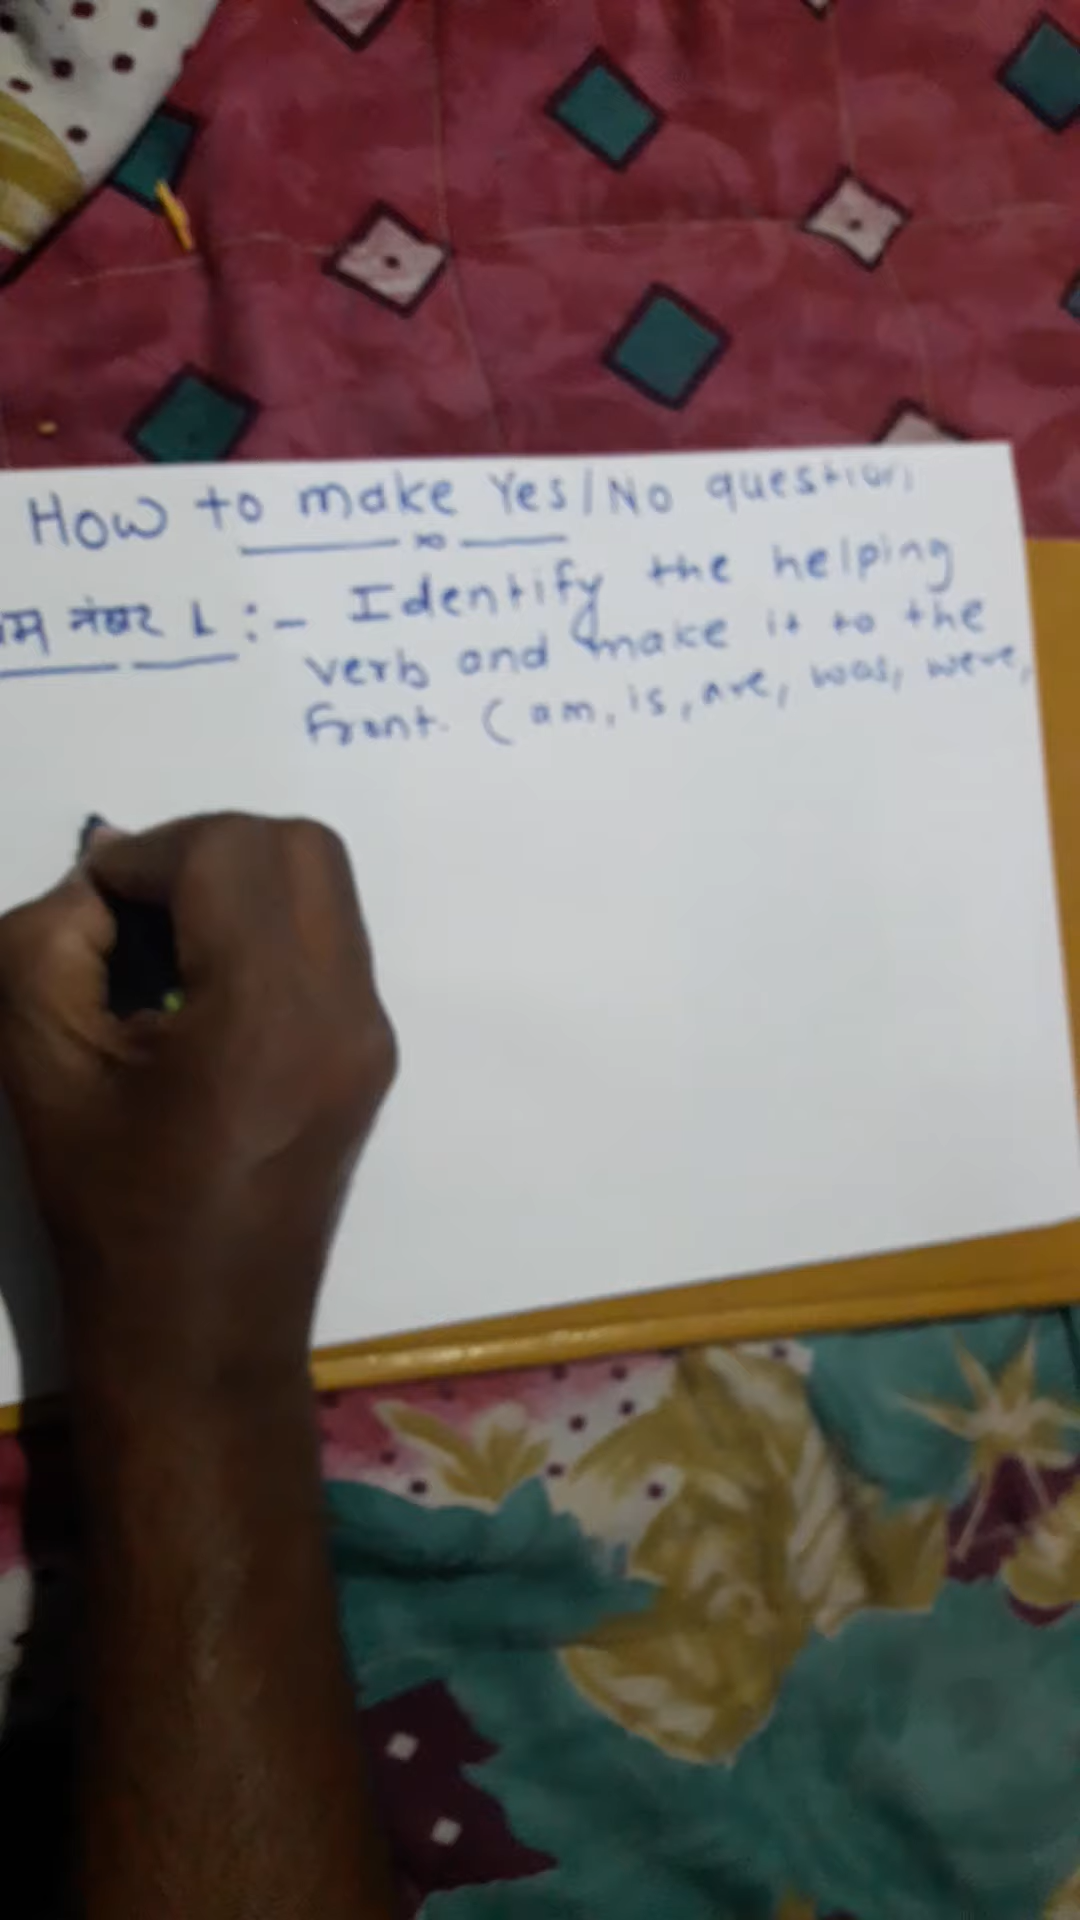 How to make Yes/No question
नंबर 1 :- Identify the helping
verb and make it to the
front. (am, is, are, was, were,